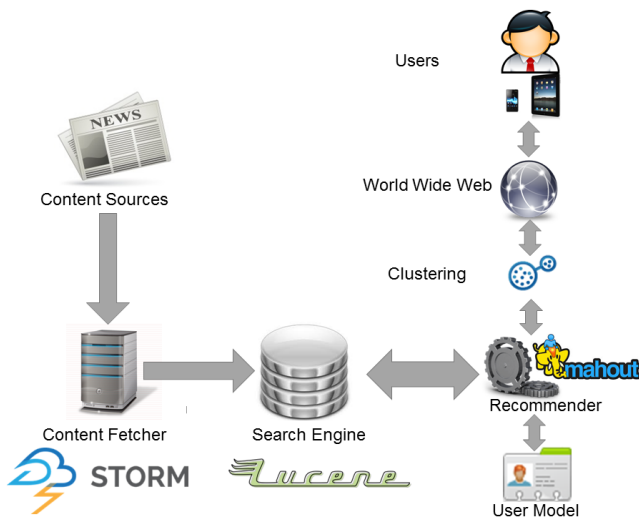 Users
NEWS
Content Sources
World Wide Web
Clustering
mahout
Recommender
Content Fetcher
Search Engine
STORM
Lucene
User Model